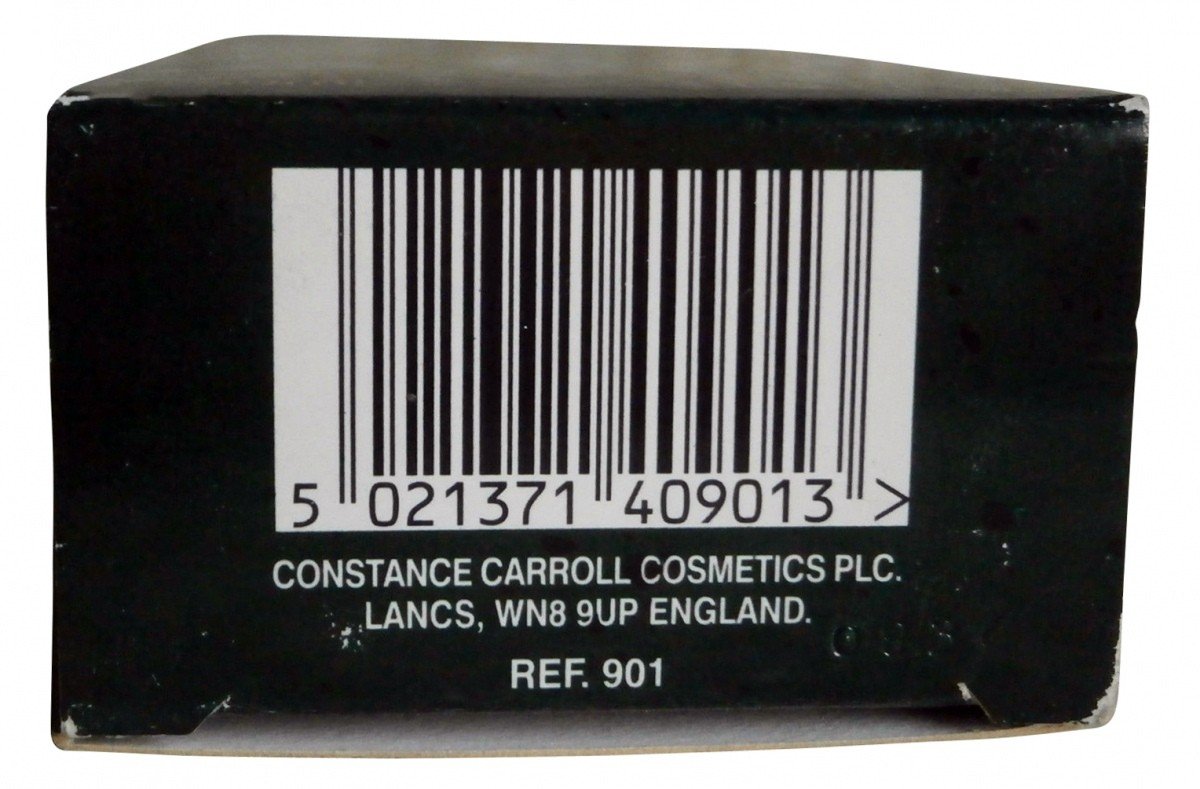 5 021371 409013 >
CONSTANCE CARROLL COSMETICS PLC.
LANCS, WN8 9UP ENGLAND.
REF. 901